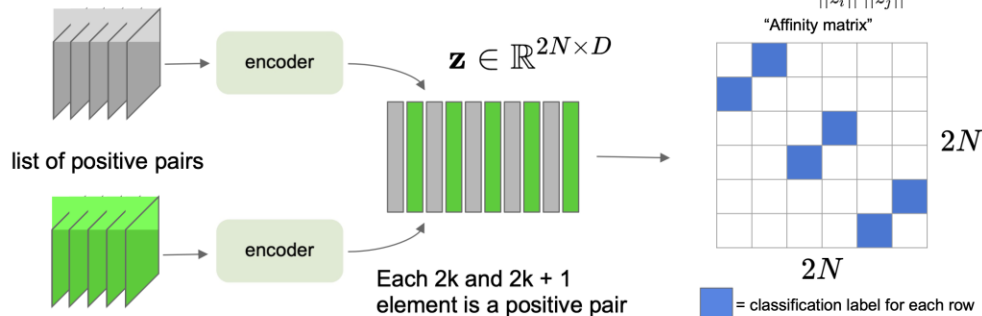 encoder
𝐳 ∈ ℝ^{2N×D}
list of positive pairs
encoder
Each 2k and 2k + 1
element is a positive pair
“Affinity matrix”
2N
2N
= classification label for each row